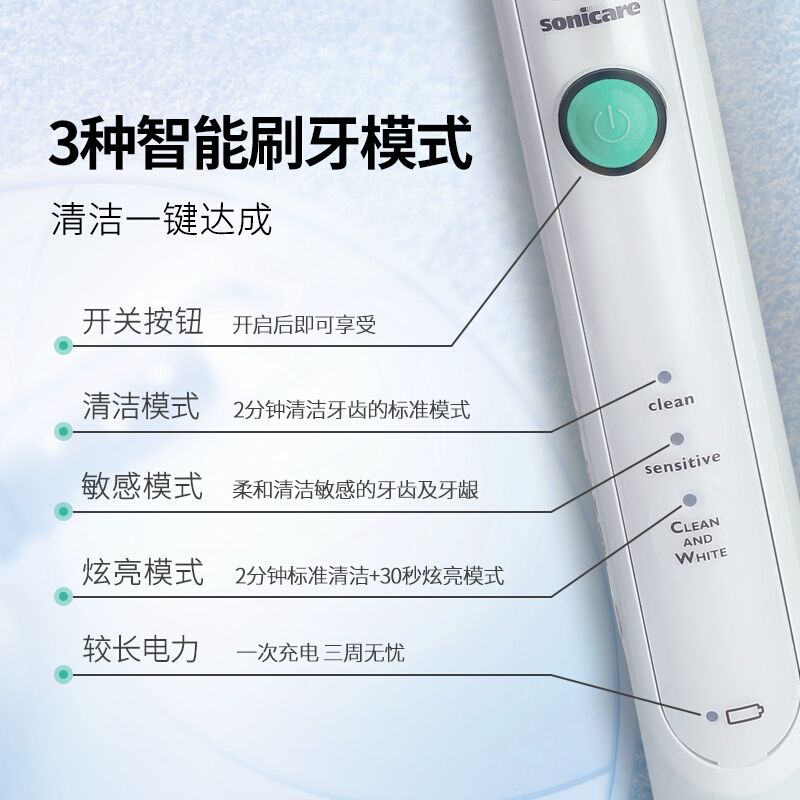 sonicare
3种智能刷牙模式
清洁一键达成
开关按钮 开启后即可享受
清洁模式 2分钟清洁牙齿的标准模式
clean
敏感模式 柔和清洁敏感的牙齿及牙龈
sensitive
炫亮模式 2分钟标准清洁+30秒炫亮模式
CLEAN
AND
WHITE
较长电力 一次充电 三周无忧